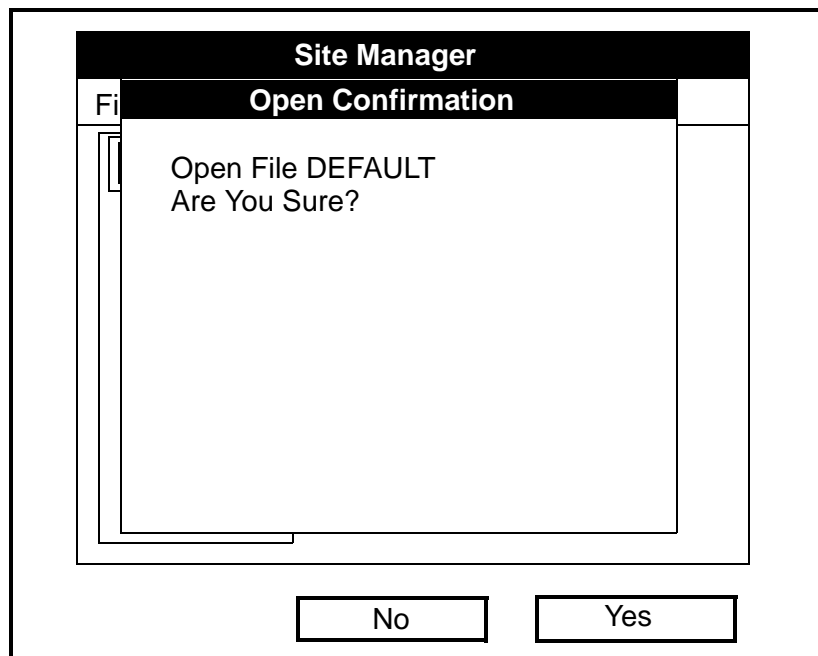 Site Manager
Open Confirmation
Fi
Open File DEFAULT
Are You Sure?
No
Yes